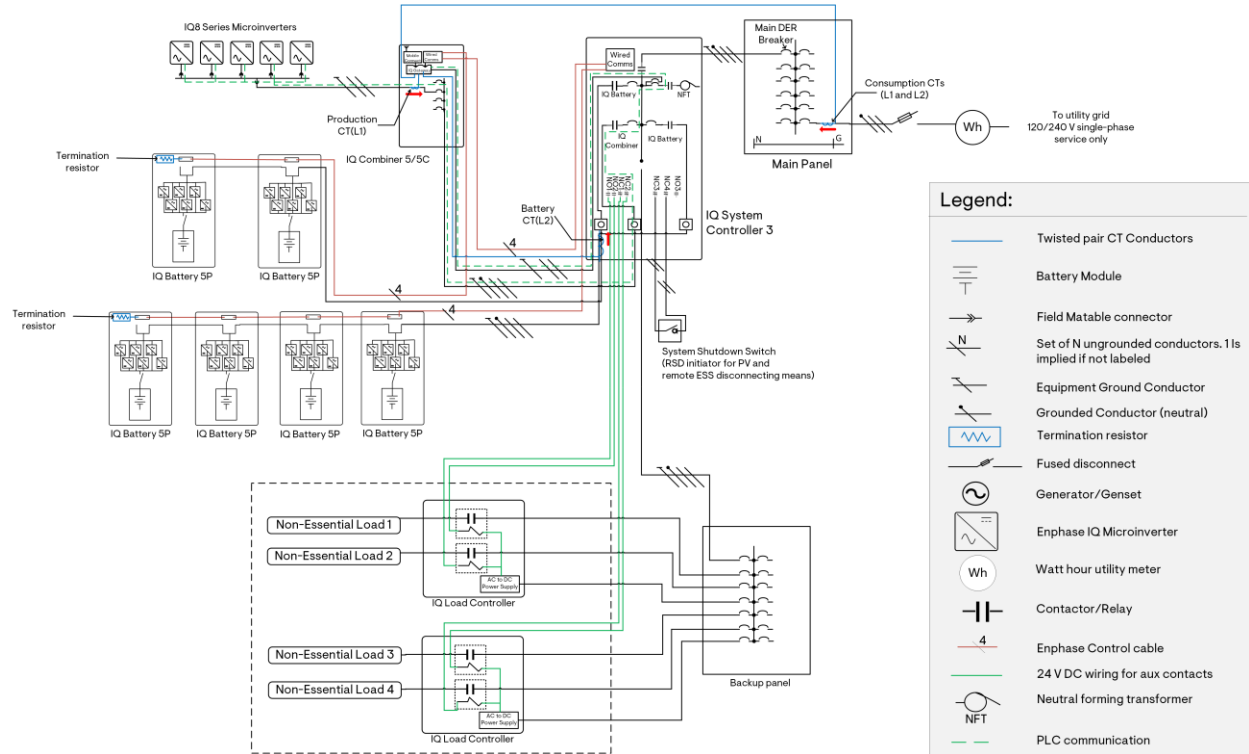 IQ8 Series Microinverters
Wired
Comms
IQ Combiner 5/5C
Production
CT(L1)
Wired
Comms
IQ Battery
NFT
IQ
Combiner
IQ Battery
NO1
NO2
NC1
NC2
NC3
NC4
NO3
IQ System
Controller 3
Battery
CT(L2)
Main DER
Breaker
Consumption CTs
(L1 and L2)
N
G
Main Panel
Wh
To utility grid
120/240 V single-phase
service only
Termination
resistor
IQ Battery 5P
IQ Battery 5P
4
4
4
Termination
resistor
IQ Battery 5P
IQ Battery 5P
IQ Battery 5P
IQ Battery 5P
System Shutdown Switch
(RSD initiator for PV and
remote ESS disconnecting means)
Non-Essential Load 1
Non-Essential Load 2
AC to DC
Power Supply
IQ Load Controller
Non-Essential Load 3
Non-Essential Load 4
AC to DC
Power Supply
IQ Load Controller
Backup panel
Legend:
Twisted pair CT Conductors
Battery Module
Field Matable connector
N
Set of N ungrounded conductors. 1 Is
implied if not labeled
Equipment Ground Conductor
Grounded Conductor (neutral)
Termination resistor
Fused disconnect
Generator/Genset
Enphase IQ Microinverter
Wh
Watt hour utility meter
Contactor/Relay
4
Enphase Control cable
24 V DC wiring for aux contacts
NFT
Neutral forming transformer
PLC communication